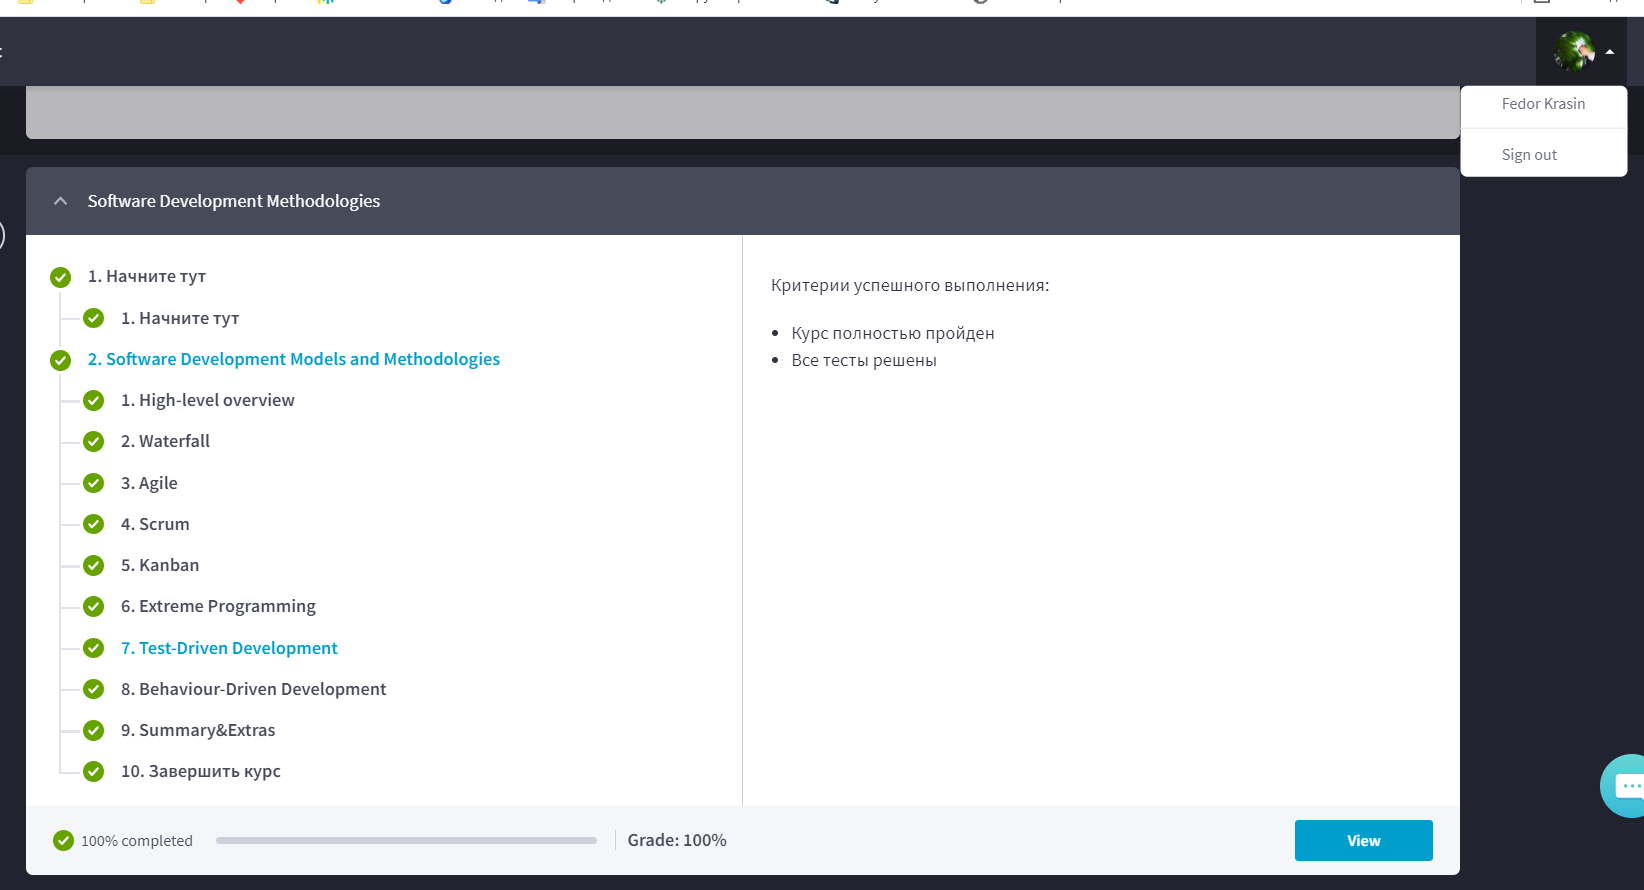 Fedor Krasin
Sign out
Software Development Methodologies
1. Начните тут
1. Начните тут
2. Software Development Models and Methodologies
1. High-level overview
2. Waterfall
3. Agile
4. Scrum
5. Kanban
6. Extreme Programming
7. Test-Driven Development
8. Behaviour-Driven Development
9. Summary&Extras
10. Завершить курс
Критерии успешного выполнения:
• Курс полностью пройден
• Все тесты решены
100% completed
Grade: 100%
View